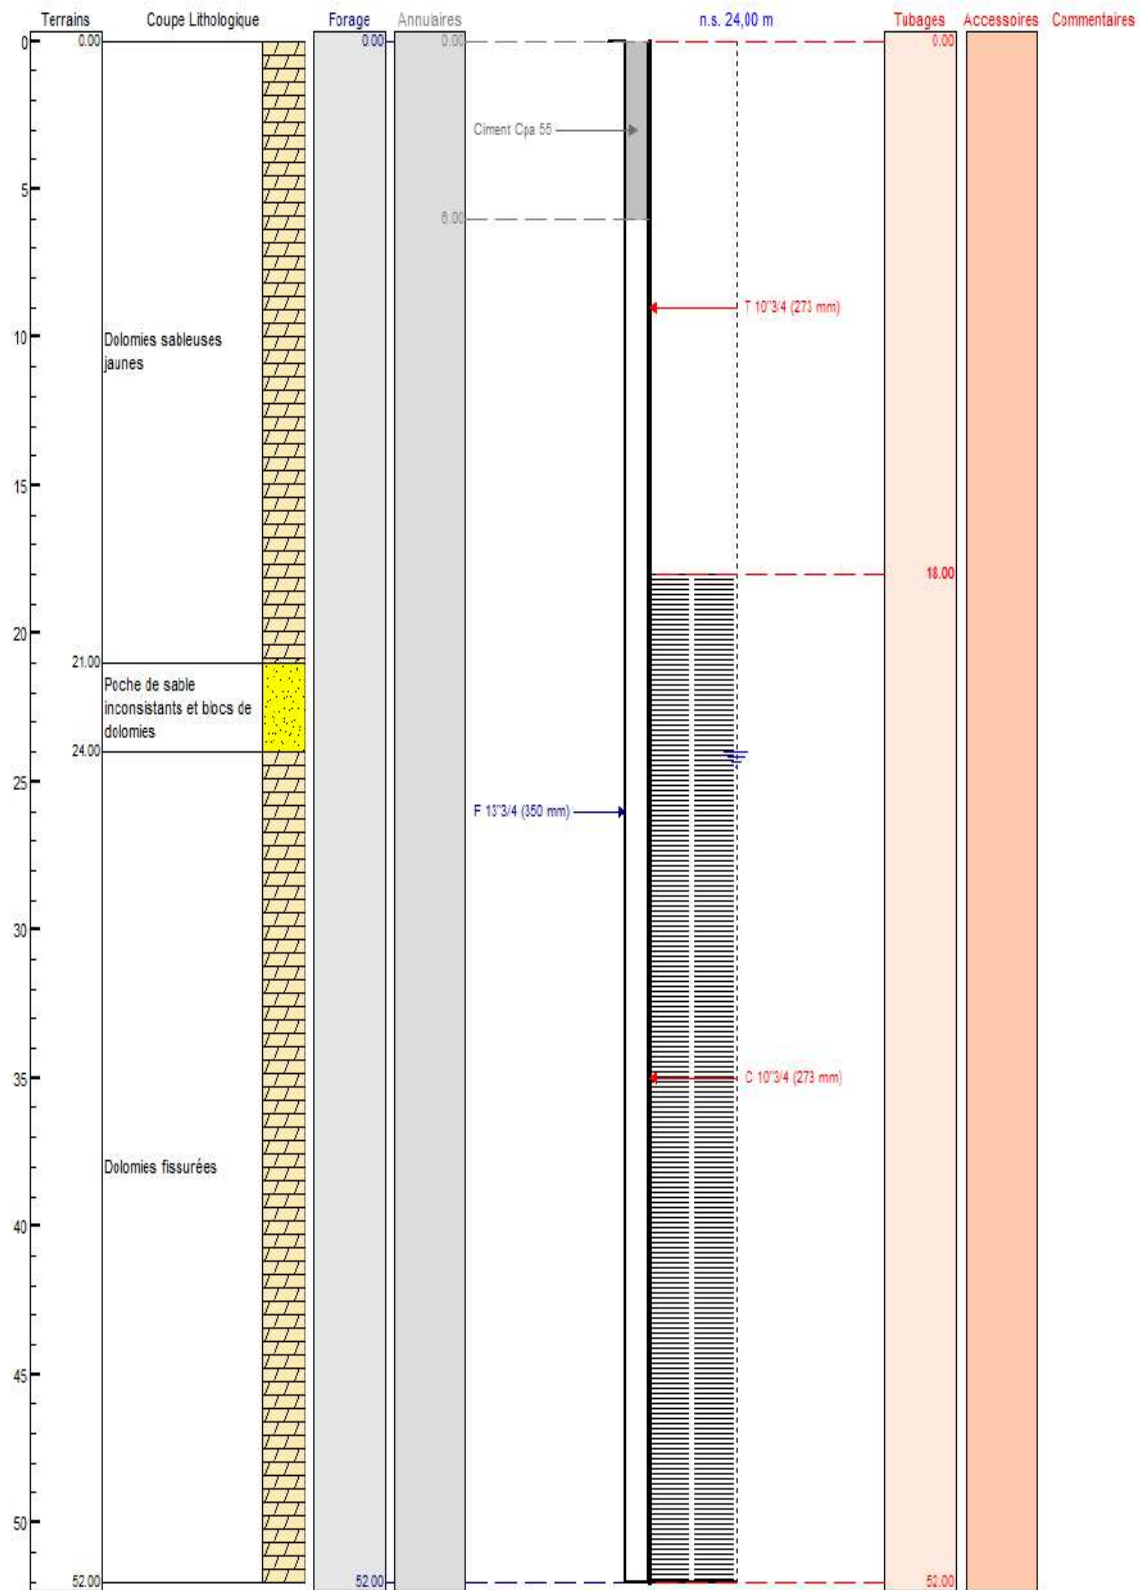 Terrains Coupe Lithologique Forage Annulaires n.s. 24,00 m Tubages Accessoires Commentaires
0 0.00 0.00 0.00 0.00
Ciment Cpa 55
5
6.00
T 10"3/4 (273 mm)
10
Dolomies sableuses
jaunes
15
18.00
20
21.00
Poche de sable
inconsistants et blocs de
dolomies
24.00
25
F 13"3/4 (350 mm)
30
35
C 10"3/4 (273 mm)
Dolomies fissurées
40
45
50
52.00 52.00 52.00